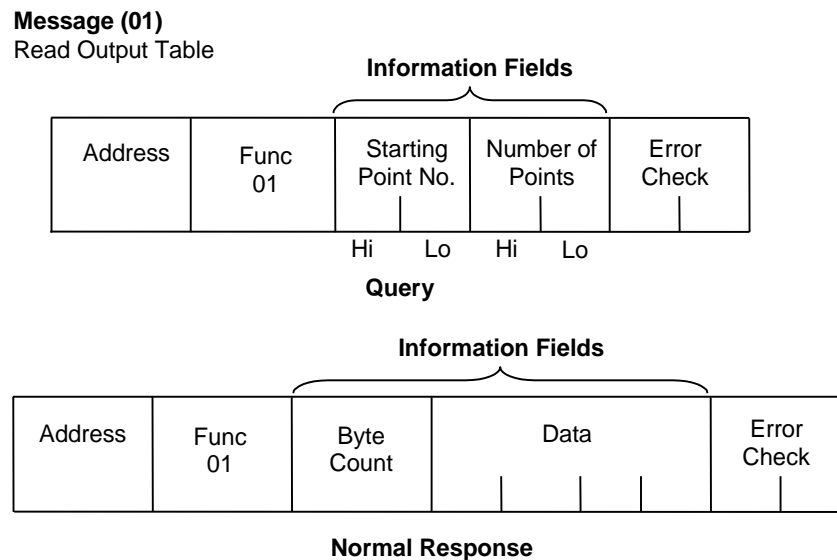 Message (01)
Read Output Table
Information Fields
Address
Func
01
Starting
Point No.
Number of
Points
Error
Check
Hi
Lo
Hi
Lo
Query
Information Fields
Address
Func
01
Byte
Count
Data
Error
Check
Normal Response